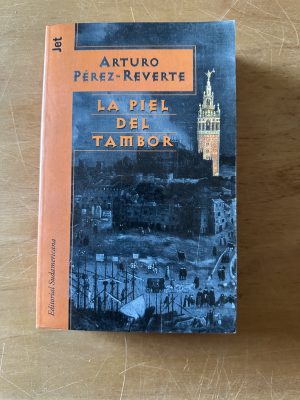 Jet
ARTURO
PÉREZ-REVERTE
LA PIEL
DEL
TAMBOR
Editorial Sudamericana